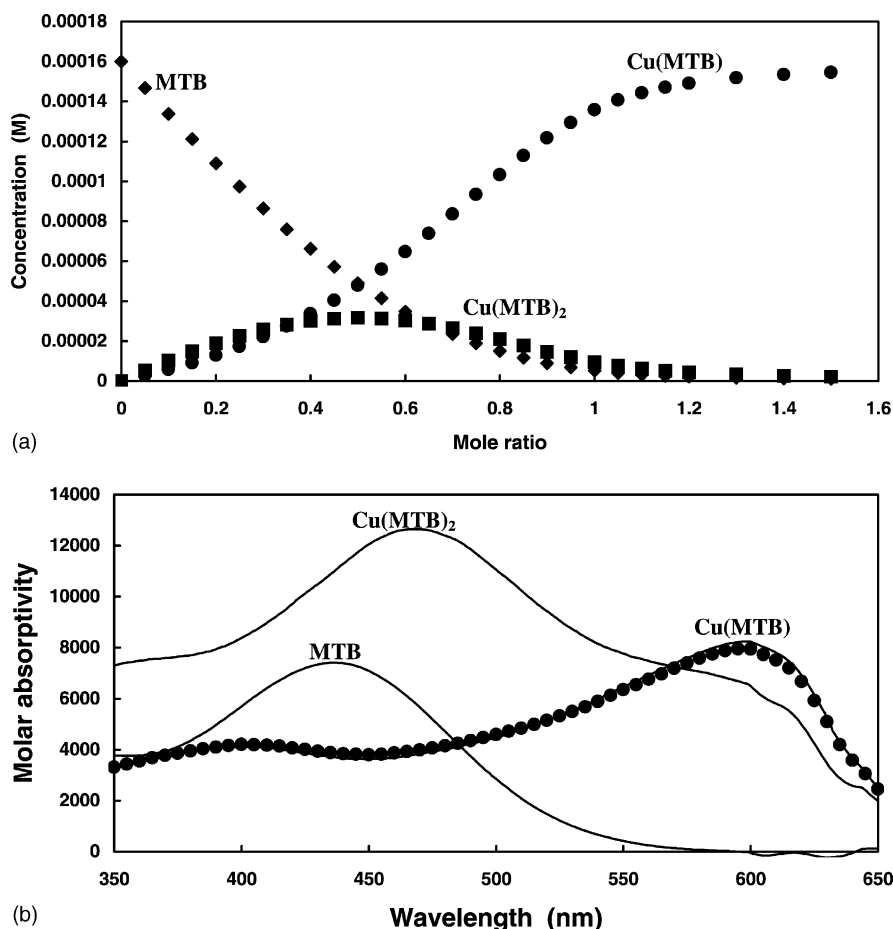 0.00018
0.00016
0.00014
0.00012
0.0001
0.00008
0.00006
0.00004
0.00002
0
Concentration (M)
MTB
Cu(MTB)
Cu(MTB)₂
0 0.2 0.4 0.6 0.8 1 1.2 1.4 1.6
Mole ratio
(a)
14000
12000
10000
8000
6000
4000
2000
0
Molar absorptivity
Cu(MTB)₂
MTB
Cu(MTB)
350 400 450 500 550 600 650
Wavelength (nm)
(b)